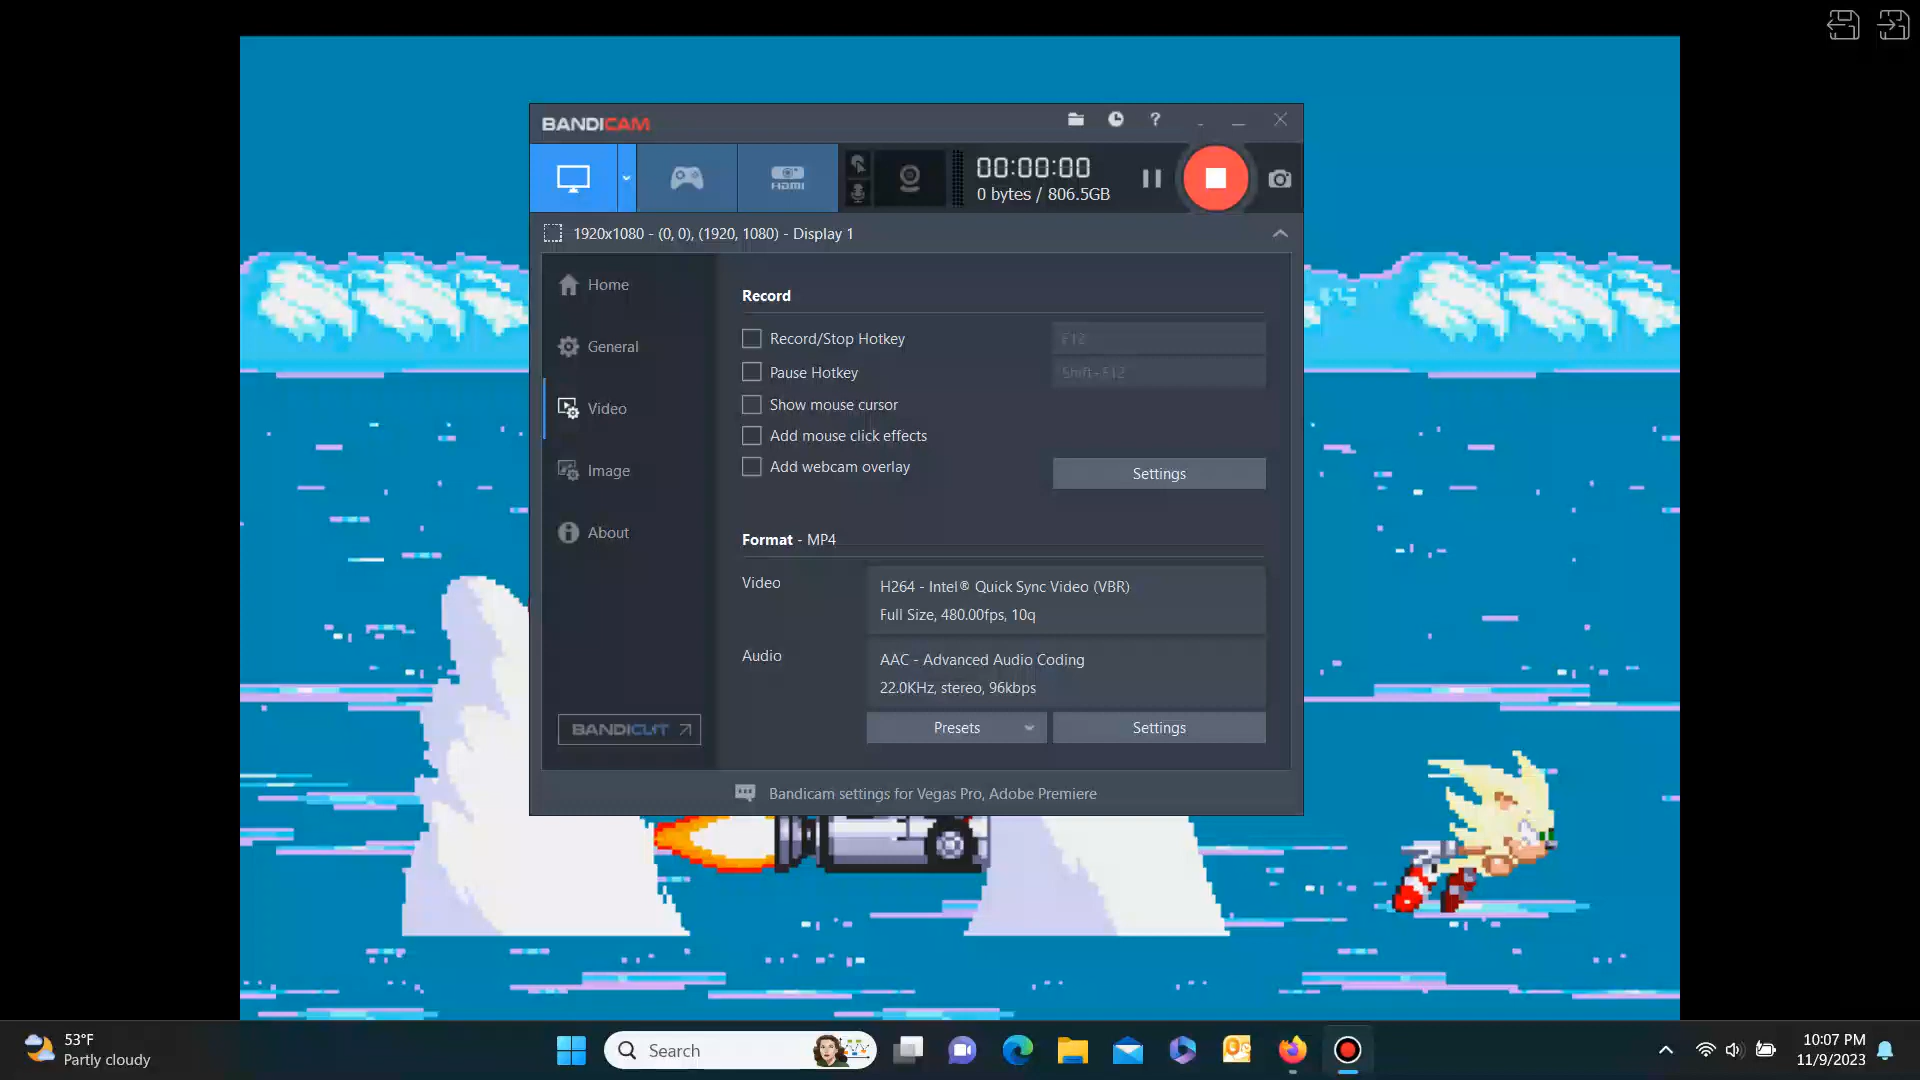 BANDICAM
?
HDMI
00:00:00
0 bytes / 806.5GB
1920x1080 - (0, 0), (1920, 1080) - Display 1
Home
General
Video
Image
About
BANDICUT
Record
Record/Stop Hotkey
F12
Pause Hotkey
Shift+F12
Show mouse cursor
Add mouse click effects
Add webcam overlay
Settings
Format - MP4
Video
H264 - Intel® Quick Sync Video (VBR)
Full Size, 480.00fps, 10q
Audio
AAC - Advanced Audio Coding
22.0KHz, stereo, 96kbps
Presets
Settings
Bandicam settings for Vegas Pro, Adobe Premiere
53°F
Partly cloudy
Search
10:07 PM
11/9/2023